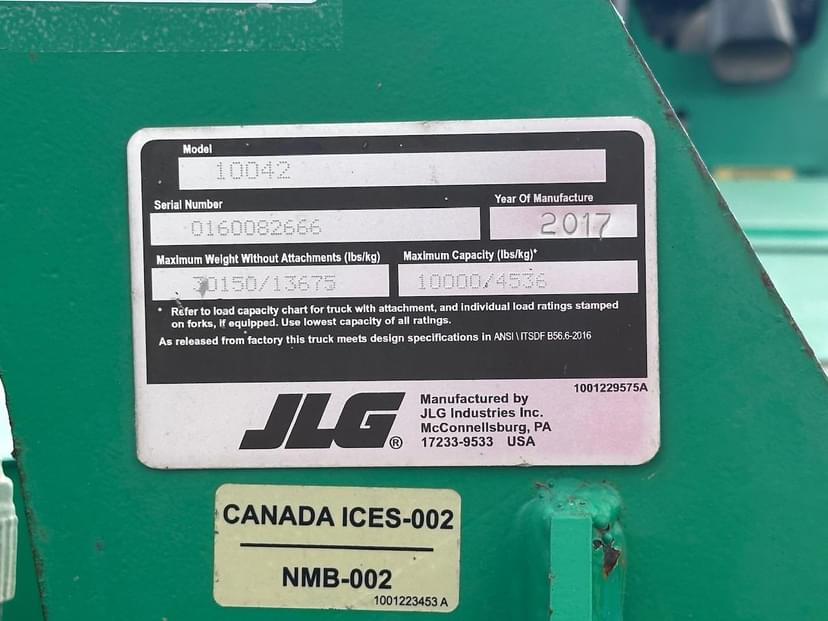 Model
10042
Serial Number
0160082666
Year Of Manufacture
2017
Maximum Weight Without Attachments (lbs/kg)
30150/13675
Maximum Capacity (lbs/kg)*
10000/4536
* Refer to load capacity chart for truck with attachment, and individual load ratings stamped
on forks, if equipped. Use lowest capacity of all ratings.
As released from factory this truck meets design specifications in ANSI \ ITSDF B56.6-2016
1001229575A
JLG®
Manufactured by
JLG Industries Inc.
McConnellsburg, PA
17233-9533 USA
CANADA ICES-002
NMB-002
1001223453 A